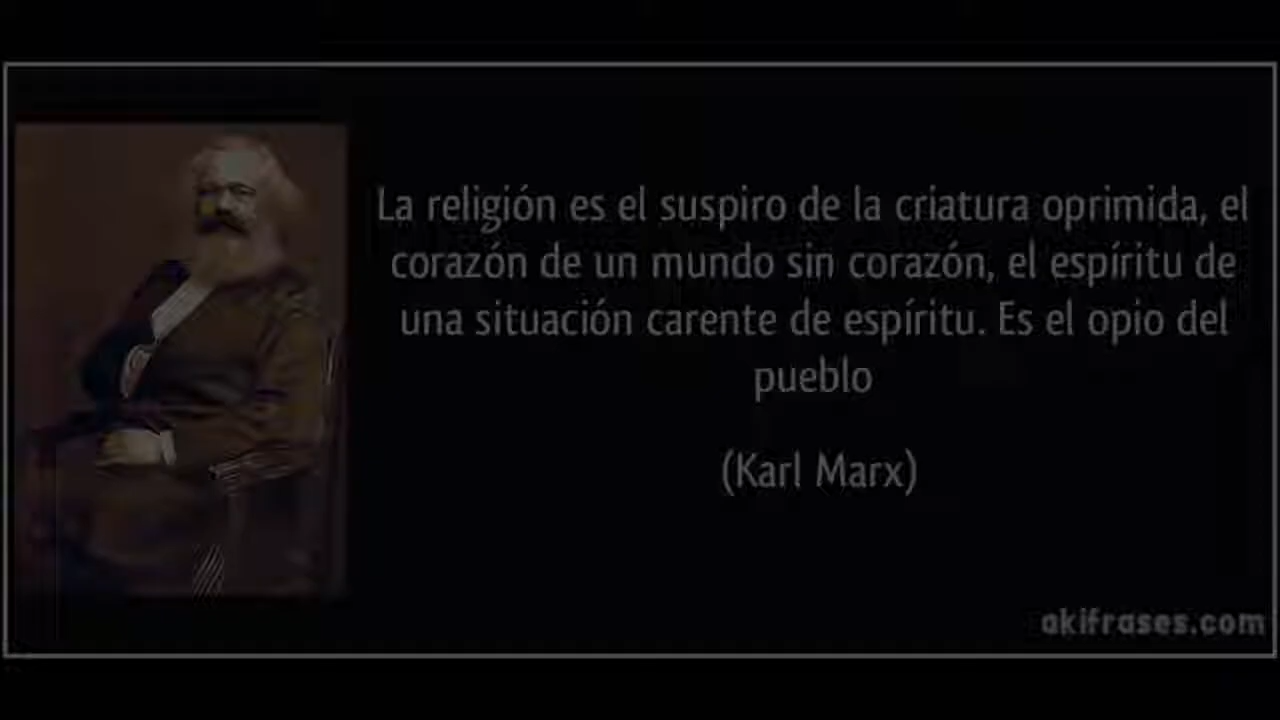 La religión es el suspiro de la criatura oprimida, el
corazón de un mundo sin corazón, el espíritu de
una situación carente de espíritu. Es el opio del
pueblo
(Karl Marx)
akifrases.com